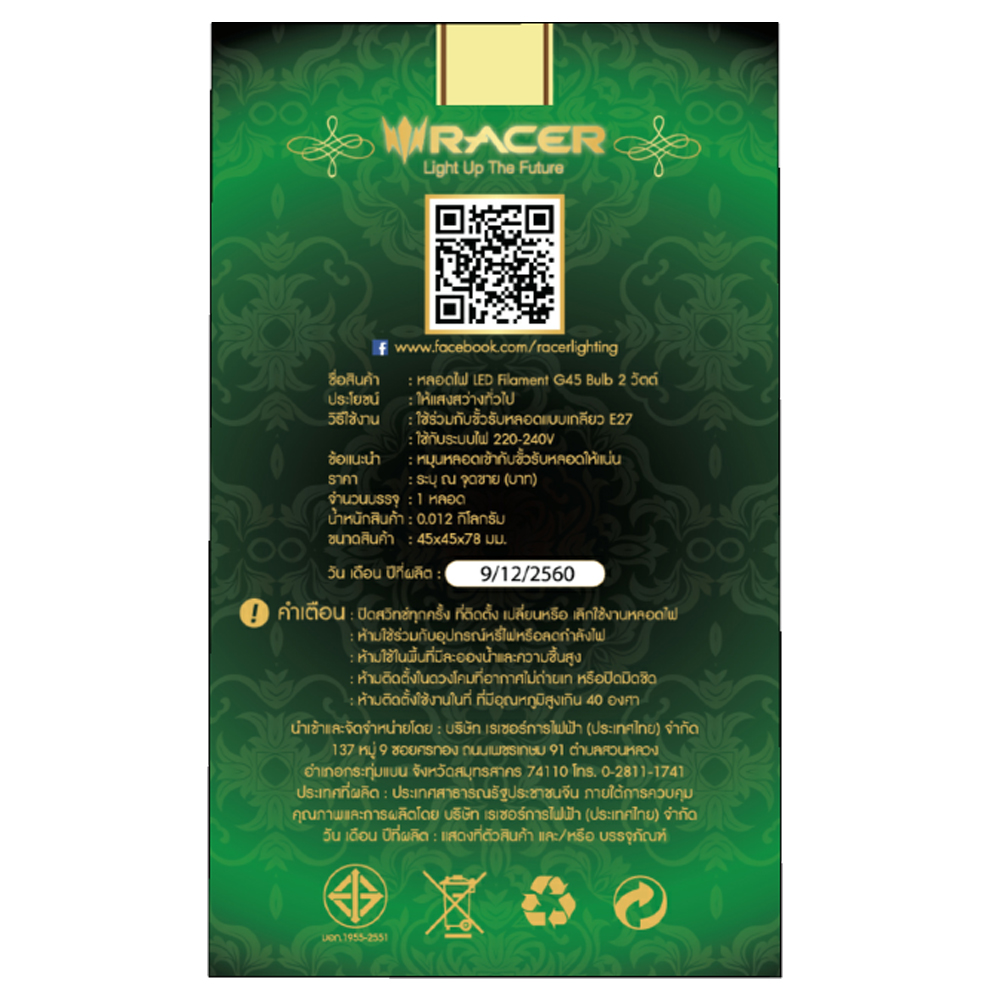 RACER
Light Up The Future
www.facebook.com/racerlighting
ชื่อสินค้า : หลอดไฟ LED Filament G45 Bulb 2 วัตต์
ประโยชน์ : ให้แสงสว่างทั่วไป
วิธีใช้งาน : ใช้ร่วมกับขั้วรับหลอดแบบเกลียว E27
: ใช้กับระบบไฟ 220-240V
ข้อแนะนำ : หมุนหลอดเข้ากับขั้วรับหลอดให้แน่น
ราคา : ระบุ ณ จุดขาย (บาท)
จำนวนบรรจุ : 1 หลอด
น้ำหนักสินค้า : 0.012 กิโลกรัม
ขนาดสินค้า : 45x45x78 มม.
วัน เดือน ปีที่ผลิต : 9/12/2560
! คำเตือน : ปิดสวิทช์ทุกครั้ง ที่ติดตั้ง เปลี่ยนหรือ เลิกใช้งานหลอดไฟ
: ห้ามใช้ร่วมกับอุปกรณ์หรี่ไฟหรือลดกำลังไฟ
: ห้ามใช้ในพื้นที่มีละอองน้ำและความชื้นสูง
: ห้ามติดตั้งในดวงโคมที่อากาศไม่ถ่ายเท หรือปิดมิดชิด
: ห้ามติดตั้งใช้งานในที่ ที่มีอุณหภูมิสูงเกิน 40 องศา
นำเข้าและจัดจำหน่ายโดย : บริษัท เรเซอร์การไฟฟ้า (ประเทศไทย) จำกัด
137 หมู่ 9 ซอยศรทอง ถนนเพชรเกษม 91 ตำบลสวนหลวง
อำเภอกระทุ่มแบน จังหวัดสมุทรสาคร 74110 โทร. 0-2811-1741
ประเทศที่ผลิต : ประเทศสาธารณรัฐประชาชนจีน ภายใต้การควบคุม
คุณภาพและการผลิตโดย บริษัท เรเซอร์การไฟฟ้า (ประเทศไทย) จำกัด
วัน เดือน ปีที่ผลิต : แสดงที่ตัวสินค้า และ/หรือ บรรจุภัณฑ์
มอก.1955-2551